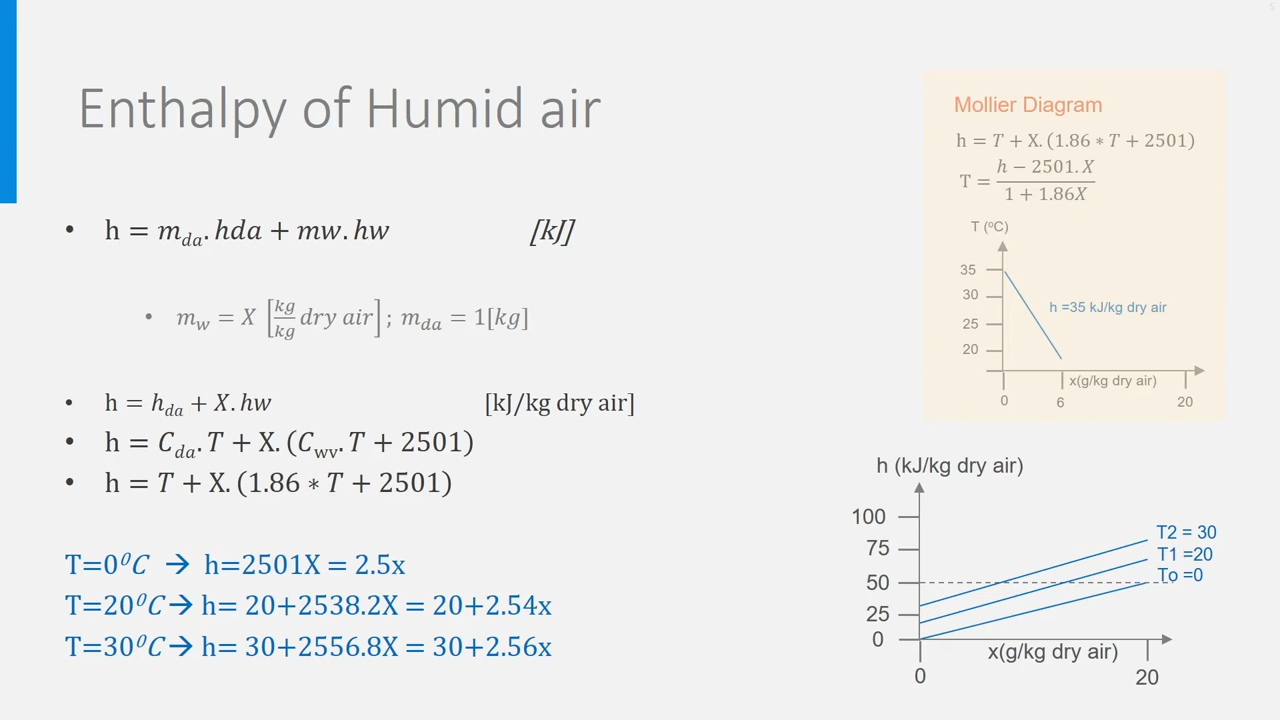 5
Enthalpy of Humid air
• h = m_da. hda + mw. hw [kJ]
• m_w = X [kg/kg dry air] ; m_da = 1[kg]
• h = h_da + X. hw [kJ/kg dry air]
• h = C_da. T + X. (C_wv. T + 2501)
• h = T + X. (1.86 ∗ T + 2501)
T=0⁰C → h=2501X = 2.5x
T=20⁰C → h= 20+2538.2X = 20+2.54x
T=30⁰C → h= 30+2556.8X = 30+2.56x
Mollier Diagram
h = T + X. (1.86 ∗ T + 2501)
T = (h − 2501. X)/(1 + 1.86X)
T (⁰C)
35
30
25
20
h =35 kJ/kg dry air
x(g/kg dry air)
0 6 20
h (kJ/kg dry air)
100
75
50
25
0
T2 = 30
T1 =20
To =0
x(g/kg dry air)
0 20